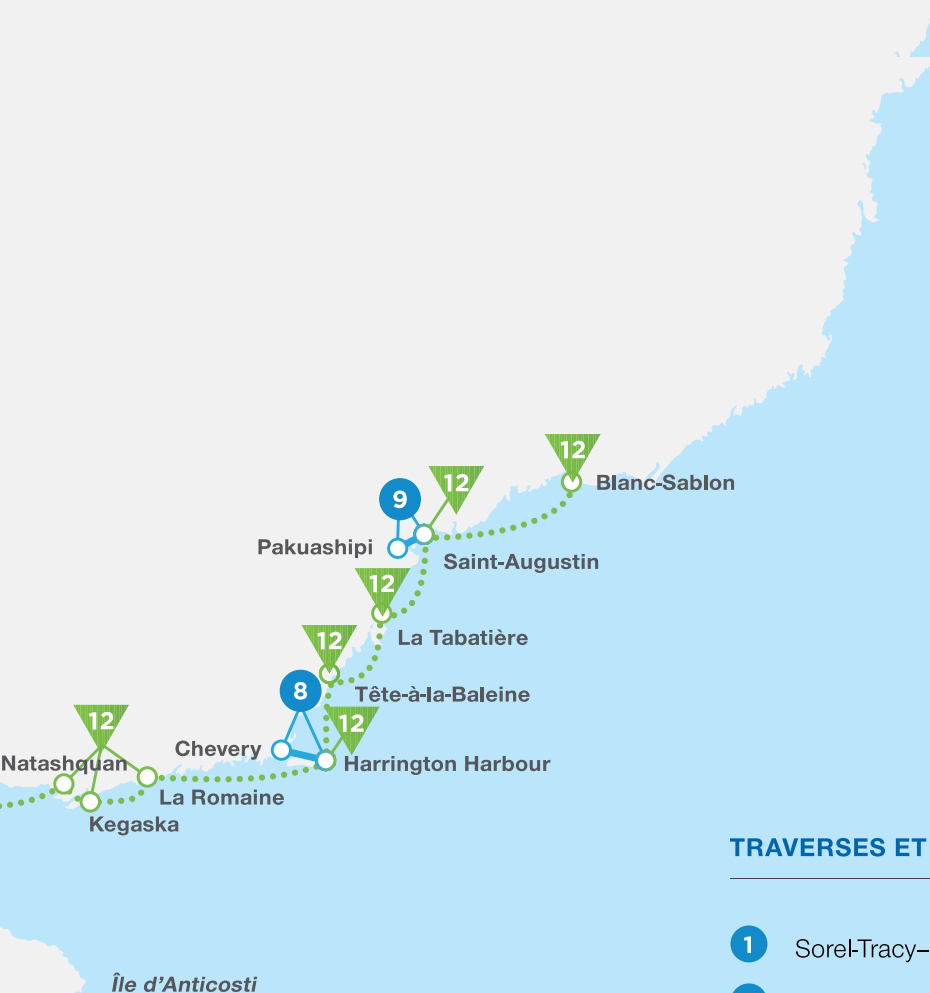 12
Blanc-Sablon
9
12
Pakuashipi
Saint-Augustin
12
La Tabatière
12
8
Tête-à-la-Baleine
12
Chevery
Harrington Harbour
12
Natashquan
La Romaine
Kegaska
TRAVERSES ET
1
Sorel-Tracy–
Île d'Anticosti